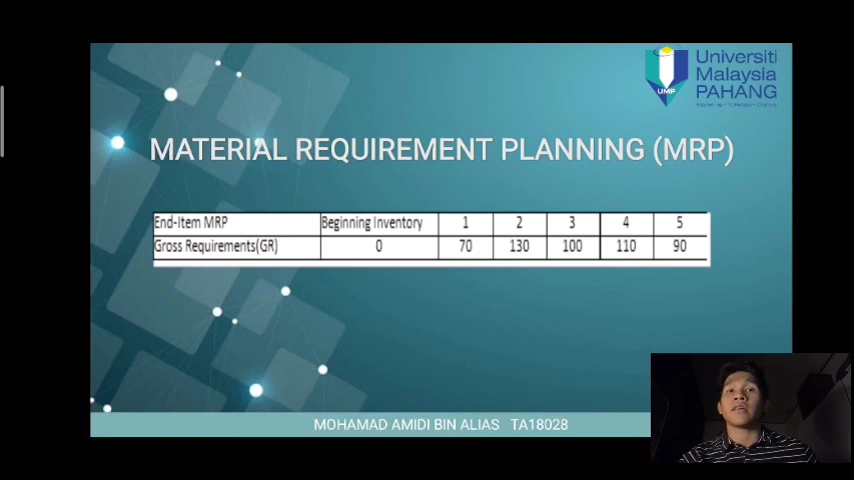 Universiti
Malaysia
PAHANG
UMP
MATERIAL REQUIREMENT PLANNING (MRP)
End-Item MRP Beginning Inventory 1 2 3 4 5
Gross Requirements(GR) 0 70 130 100 110 90
MOHAMAD AMIDI BIN ALIAS TA18028